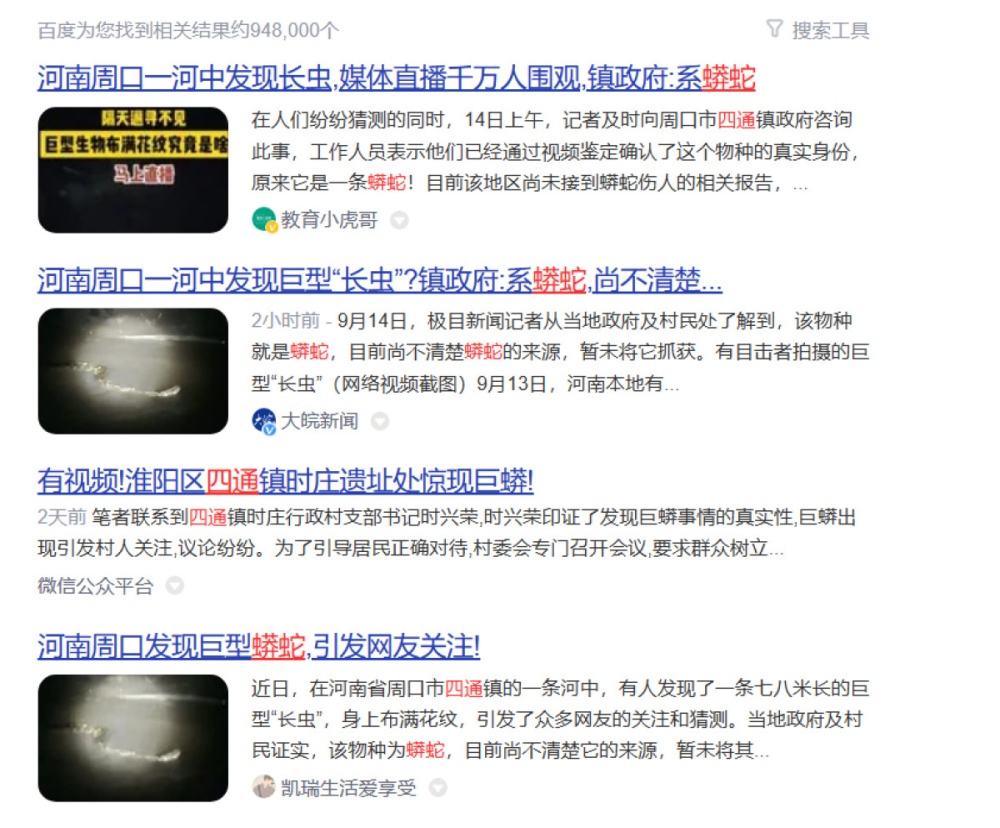 百度为您找到相关结果约948,000个
搜索工具
河南周口一河中发现长虫,媒体直播千万人围观,镇政府:系蟒蛇
隔天遍寻不见
巨型生物布满花纹究竟是啥
马上直播
在人们纷纷猜测的同时，14日上午，记者及时向周口市四通镇政府咨询
此事，工作人员表示他们已经通过视频鉴定确认了这个物种的真实身份，
原来它是一条蟒蛇！目前该地区尚未接到蟒蛇伤人的相关报告，...
教育小虎哥
河南周口一河中发现巨型“长虫”?镇政府:系蟒蛇,尚不清楚...
2小时前 - 9月14日，极目新闻记者从当地政府及村民处了解到，该物种
就是蟒蛇，目前尚不清楚蟒蛇的来源，暂未将它抓获。有目击者拍摄的巨
型“长虫”（网络视频截图）9月13日，河南本地有...
大皖新闻
有视频!淮阳区四通镇时庄遗址处惊现巨蟒!
2天前 笔者联系到四通镇时庄行政村支部书记时兴荣,时兴荣印证了发现巨蟒事情的真实性,巨蟒出
现引发村人关注,议论纷纷。为了引导居民正确对待,村委会专门召开会议,要求群众树立...
微信公众平台
河南周口发现巨型蟒蛇,引发网友关注!
近日，在河南省周口市四通镇的一条河中，有人发现了一条七八米长的巨
型“长虫”，身上布满花纹，引发了众多网友的关注和猜测。当地政府及村
民证实，该物种为蟒蛇，目前尚不清楚它的来源，暂未将其...
凯瑞生活爱享受